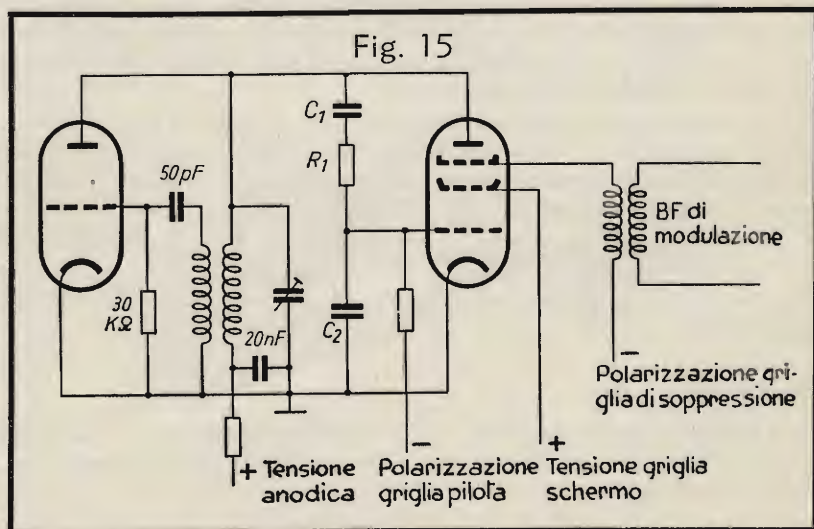 Fig. 15
C1
R1
50pF
BF di
modulazione
30
KΩ
20nF
C2
−
Polarizzazione gri-
glia di soppressione
+ Tensione
anodica
−
Polarizzazione
griglia pilota
+
Tensione griglia
schermo